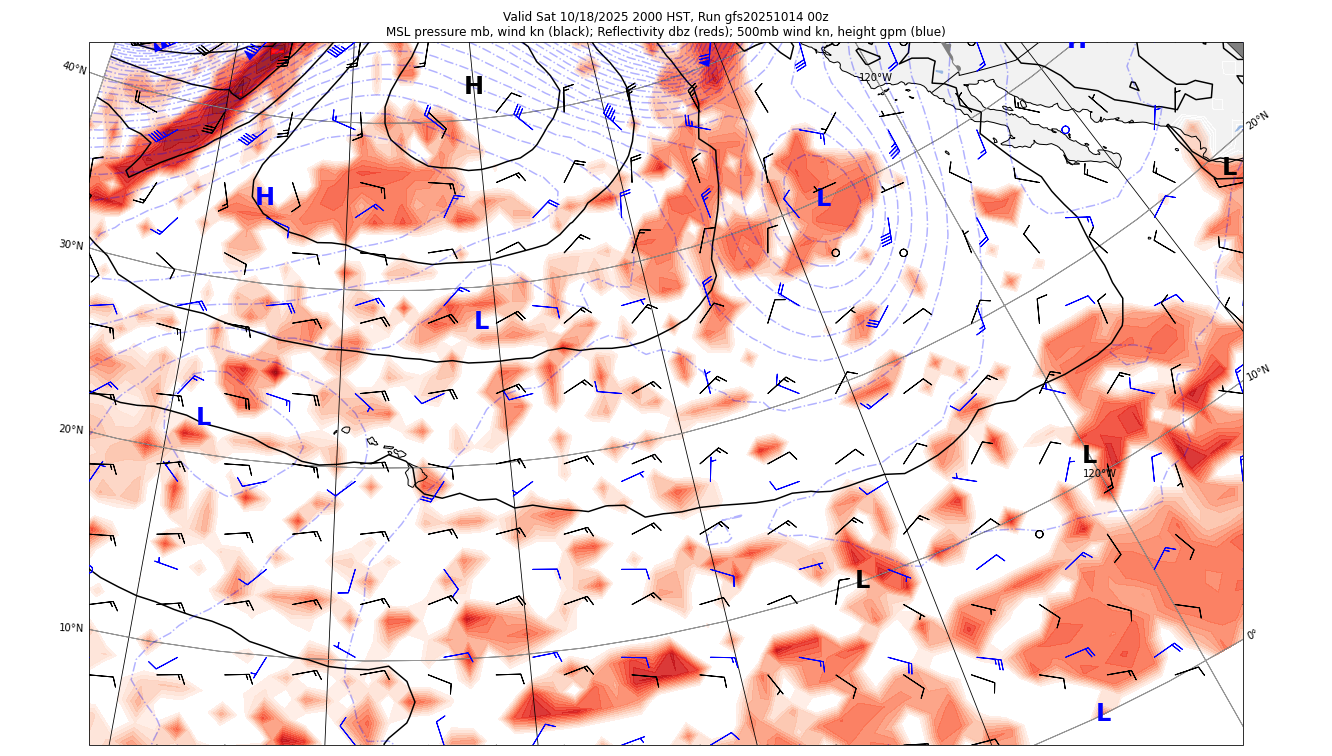 Valid Sat 10/18/2025 2000 HST, Run gfs20251014 00z
MSL pressure mb, wind kn (black); Reflectivity dbz (reds); 500mb wind kn, height gpm (blue)
H
40°N
120°W
H
20°N
L
H
L
30°N
L
10°N
L
20°N
L
120°W
L
10°N
0°
L